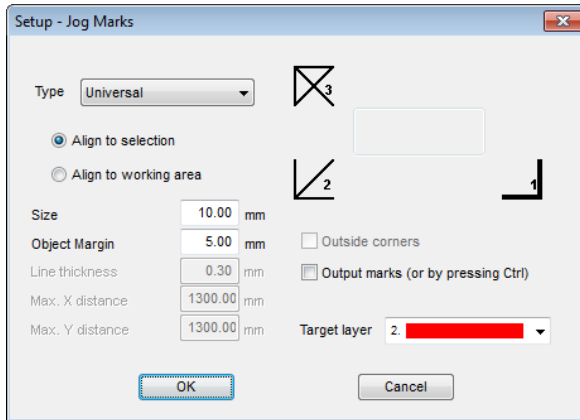 Setup - Jog Marks
Type Universal
3
Align to selection
Align to working area
2
1
Size 10.00 mm
Object Margin 5.00 mm
Outside corners
Line thickness 0.30 mm
Output marks (or by pressing Ctrl)
Max. X distance 1300.00 mm
Max. Y distance 1300.00 mm
Target layer 2.
OK Cancel